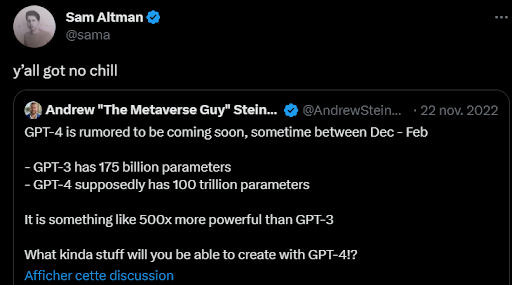 Sam Altman
@sama
y'all got no chill
Andrew "The Metaverse Guy" Stein... @AndrewStein... · 22 nov. 2022
GPT-4 is rumored to be coming soon, sometime between Dec - Feb
- GPT-3 has 175 billion parameters
- GPT-4 supposedly has 100 trillion parameters
It is something like 500x more powerful than GPT-3
What kinda stuff will you be able to create with GPT-4!?
Afficher cette discussion